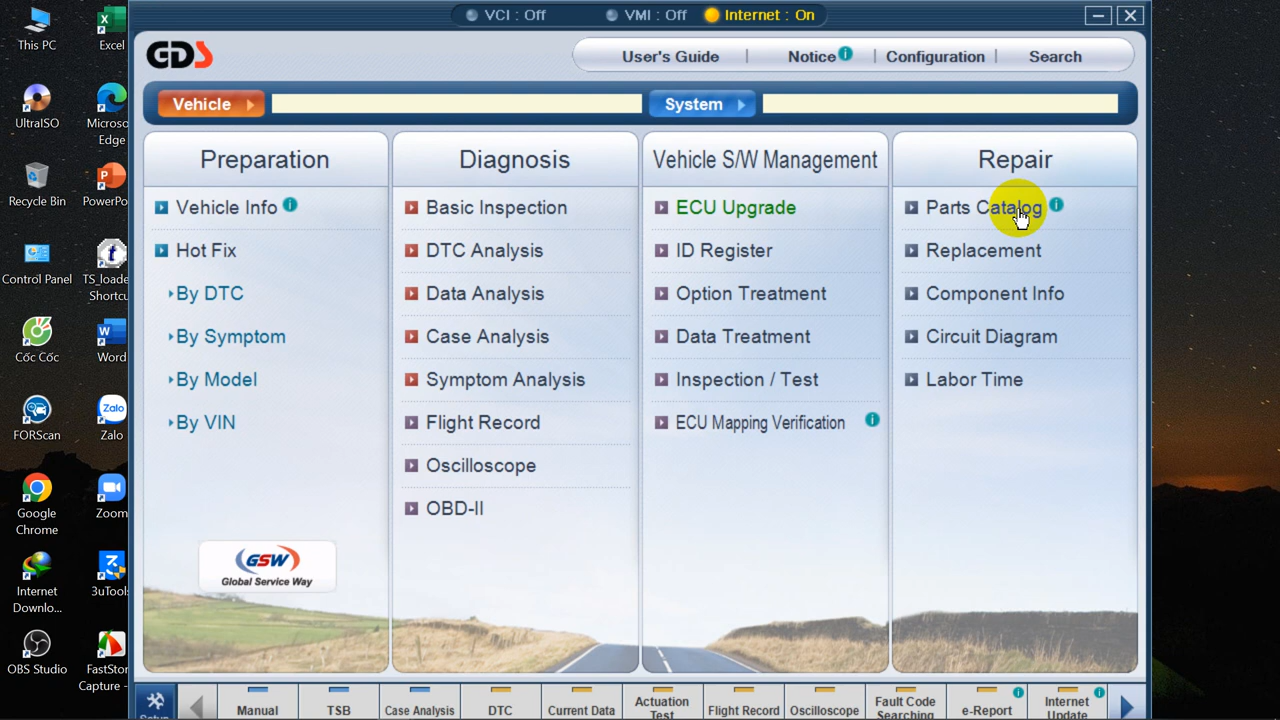 VCI : Off
VMI : Off
Internet : On
GDS
User's Guide
Notice
Configuration
Search
Vehicle
System
Preparation
Vehicle Info
Hot Fix
By DTC
By Symptom
By Model
By VIN
GSW
Global Service Way
Diagnosis
Basic Inspection
DTC Analysis
Data Analysis
Case Analysis
Symptom Analysis
Flight Record
Oscilloscope
OBD-II
Vehicle S/W Management
ECU Upgrade
ID Register
Option Treatment
Data Treatment
Inspection / Test
ECU Mapping Verification
Repair
Parts Catalog
Replacement
Component Info
Circuit Diagram
Labor Time
Setup
Manual
TSB
Case Analysis
DTC
Current Data
Actuation
Test
Flight Record
Oscilloscope
Fault Code
Searching
e-Report
Internet
Update
This PC
Excel
UltraISO
Microso
Edge
Recycle Bin
PowerPo
Control Panel
TS_loade
Shortcu
Cốc Cốc
Word
FORScan
Zalo
Zalo
Google
Chrome
Zoom
Internet
Downlo...
3uTool
OBS Studio
FastSton
Capture -